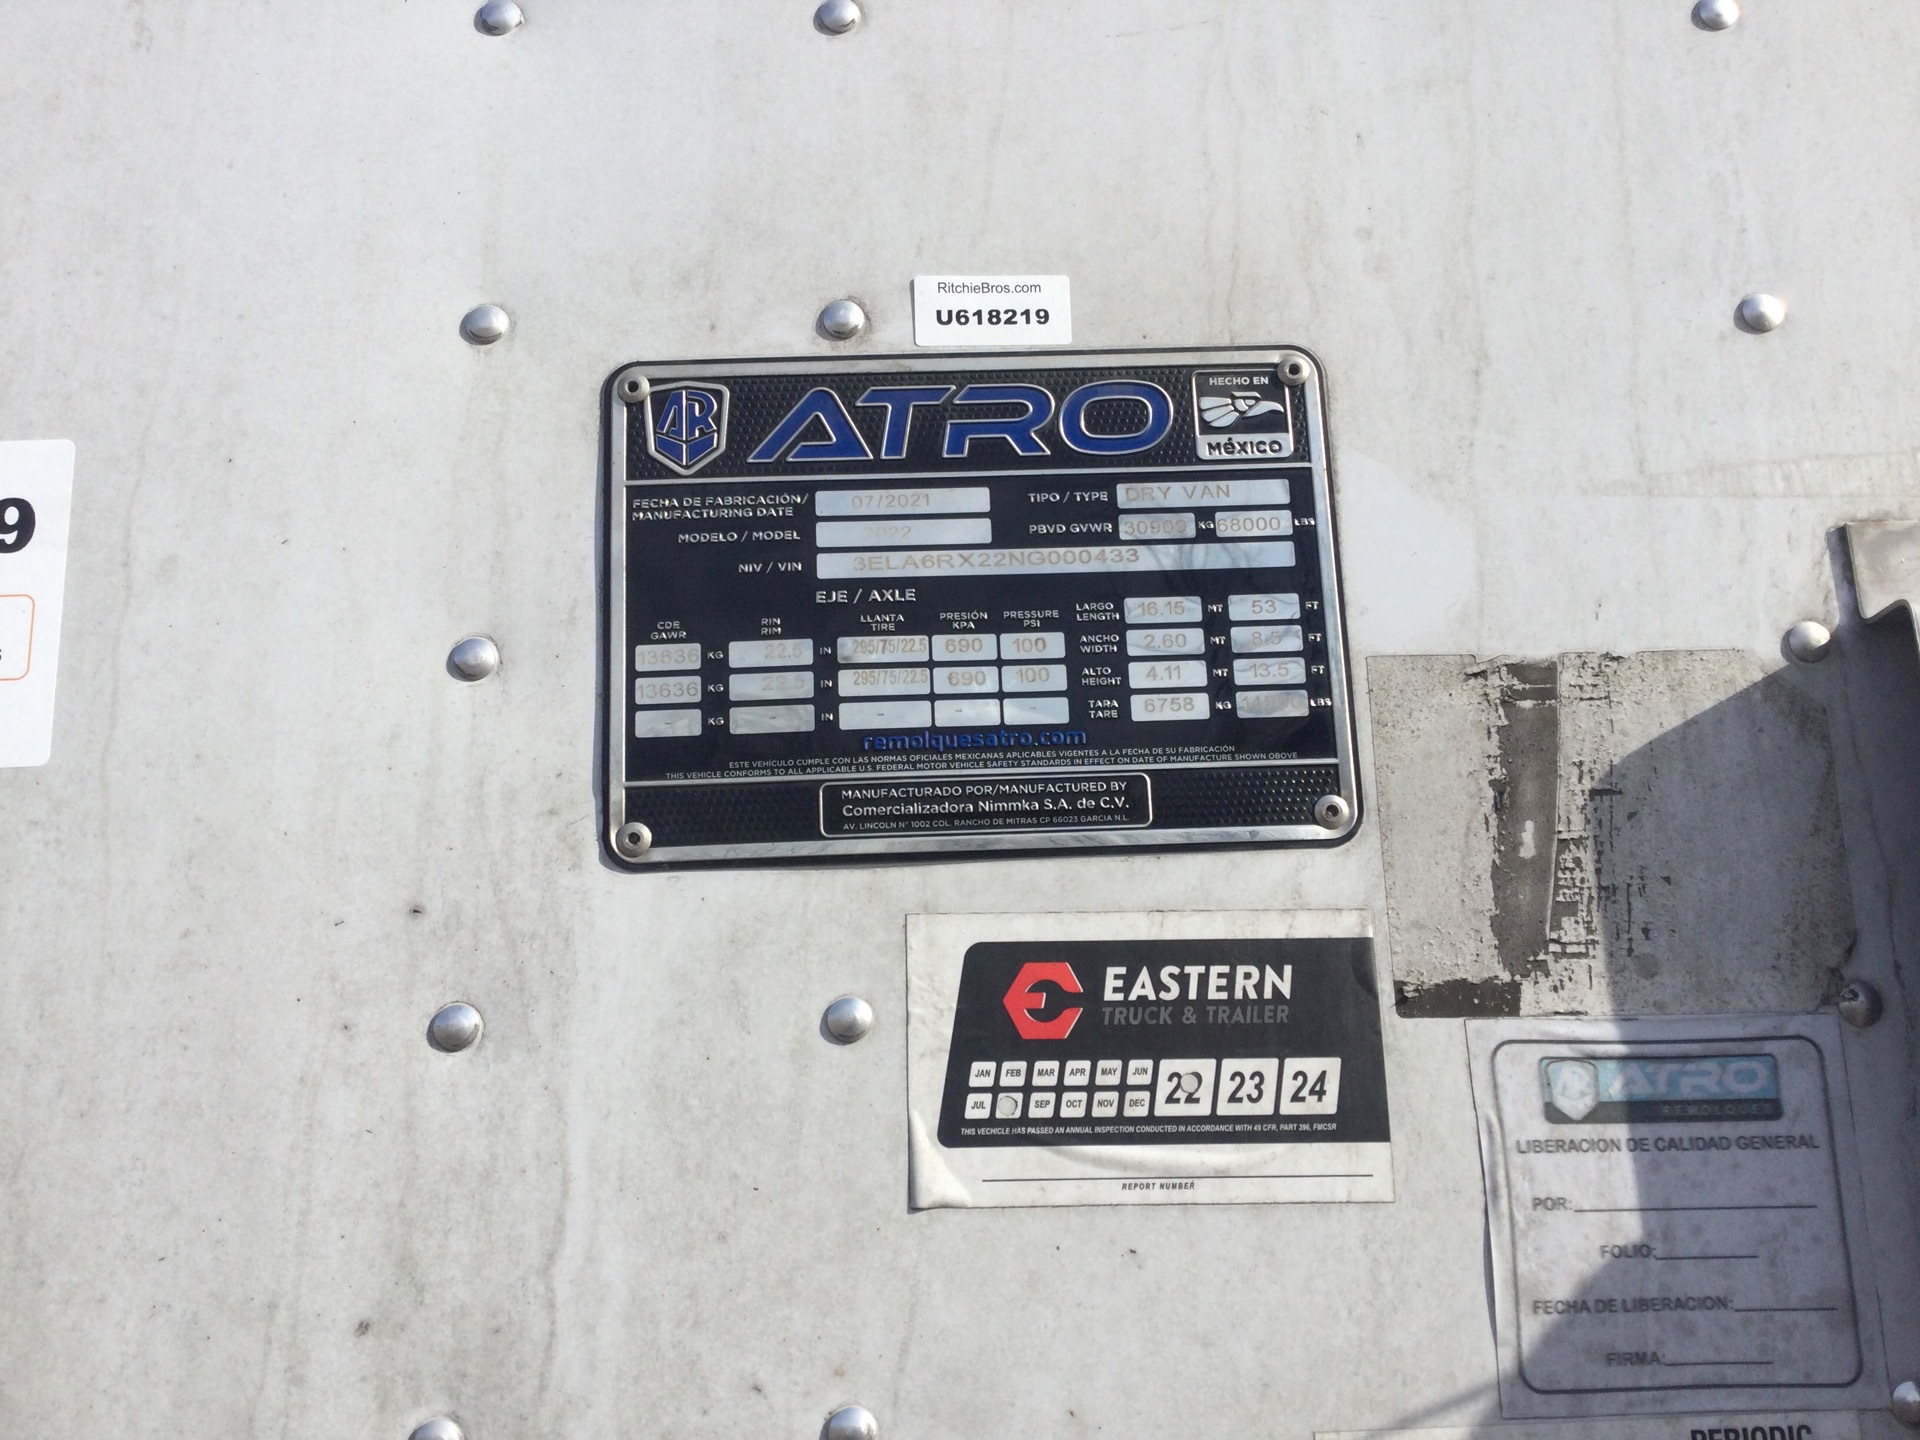 RitchieBros.com
U618219
9
AR ATRO HECHO EN MÉXICO
FECHA DE FABRICACIÓN/ MANUFACTURING DATE 07/2021 TIPO / TYPE DRY VAN
MODELO / MODEL 2022 PBVD GVWR 30909 KG 68000 LBS
NIV / VIN 3ELA6RX22NG000433
EJE / AXLE
CDE GAWR RIN RIM LLANTA TIRE PRESIÓN KPA PRESSURE PSI LARGO LENGTH 16.15 MT 53 FT
13636 KG 22.5 IN 295/75/22.5 690 100 ANCHO WIDTH 2.60 MT 8.5 FT
13636 KG 22.5 IN 295/75/22.5 690 100 ALTO HEIGHT 4.11 MT 13.5 FT
- KG - IN - - - TARA TARE 6758 KG LBS
remolquesatro.com
ESTE VEHÍCULO CUMPLE CON LAS NORMAS OFICIALES MEXICANAS APLICABLES VIGENTES A LA FECHA DE SU FABRICACIÓN
THIS VEHICLE CONFORMS TO ALL APPLICABLE U.S. FEDERAL MOTOR VEHICLE SAFETY STANDARDS IN EFFECT ON DATE OF MANUFACTURE SHOWN OBOVE
MANUFACTURADO POR/MANUFACTURED BY
Comercializadora Nimmka S.A. de C.V.
AV. LINCOLN N° 1002 COL. RANCHO DE MITRAS CP 66023 GARCIA N.L.
EASTERN
TRUCK & TRAILER
JAN FEB MAR APR MAY JUN
JUL SEP OCT NOV DEC
22 23 24
THIS VECHICLE HAS PASSED AN ANNUAL INSPECTION CONDUCTED IN ACCORDANCE WITH 49 CFR, PART 396, FMCSR
REPORT NUMBER
AR ATRO
REMOLQUES
LIBERACION DE CALIDAD GENERAL
POR:
FOLIO:
FECHA DE LIBERACION:
FIRMA:
PERIODIC